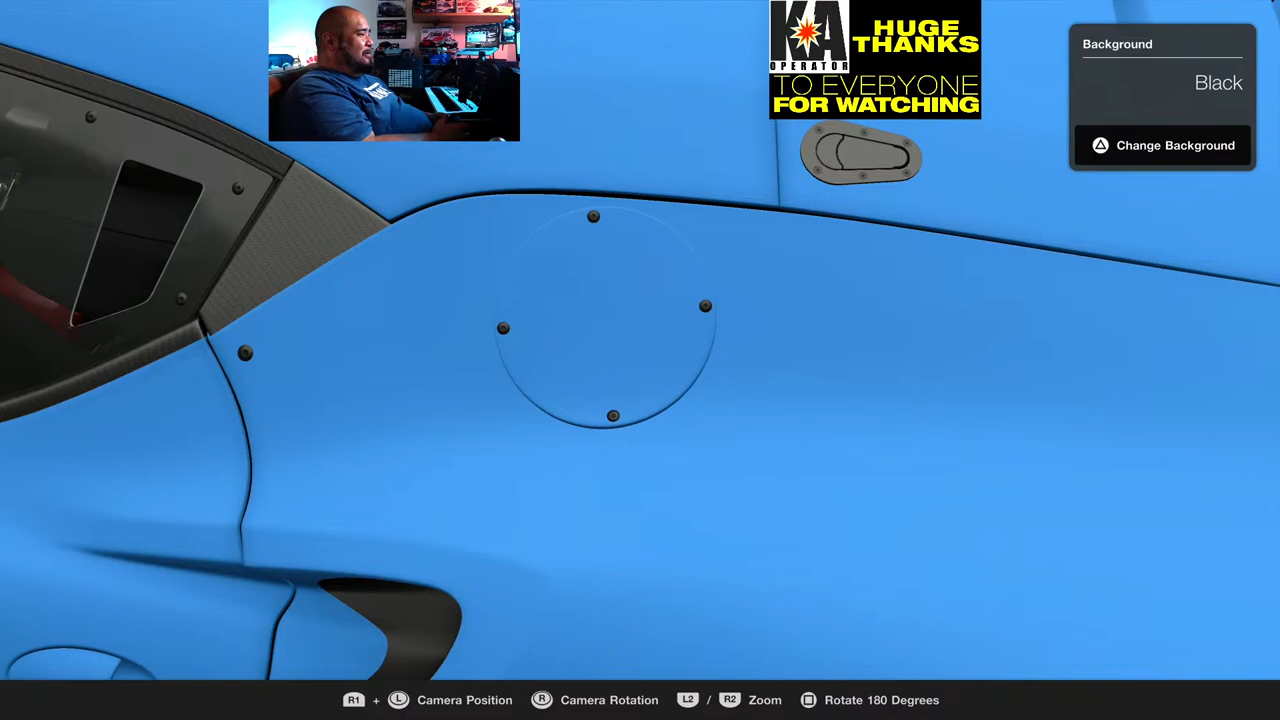 KA
OPERATOR
HUGE
THANKS
TO EVERYONE
FOR WATCHING
Background
Black
Change Background
R1 + L Camera Position R Camera Rotation L2 / R2 Zoom Rotate 180 Degrees